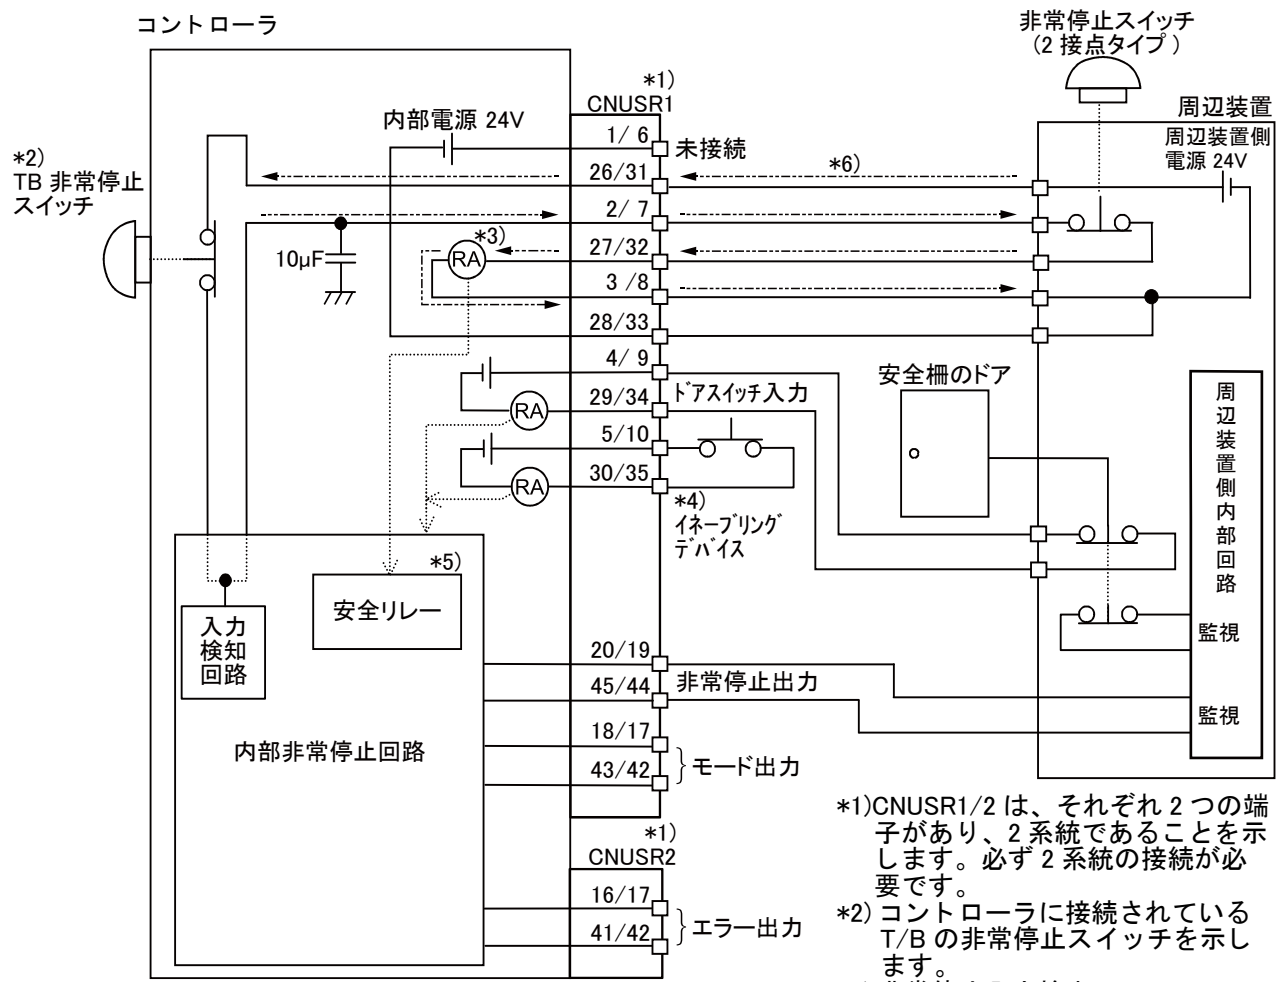 コントローラ
非常停止スイッチ
(2 接点タイプ )
*1)
CNUSR1
周辺装置
内部電源 24V
1/ 6
未接続
周辺装置側
電源 24V
*2)
TB 非常停止
スイッチ
26/31
*6)
2/ 7
*3)
RA
27/32
10μF
3 /8
28/33
4/ 9
安全柵のドア
29/34
ドアスイッチ入力
RA
周辺装置側内部回路
5/10
30/35
RA
*4)
イネーブリング
デバイス
*5)
安全リレー
入力
検知
回路
監視
20/19
45/44
非常停止出力
監視
18/17
内部非常停止回路
モード出力
43/42
*1)
CNUSR2
16/17
41/42
エラー出力
*1)CNUSR1/2 は、それぞれ 2 つの端
子があり、2 系統であることを示
します。必ず 2 系統の接続が必
要です。
*2) コントローラに接続されている
T/B の非常停止スイッチを示し
ます。